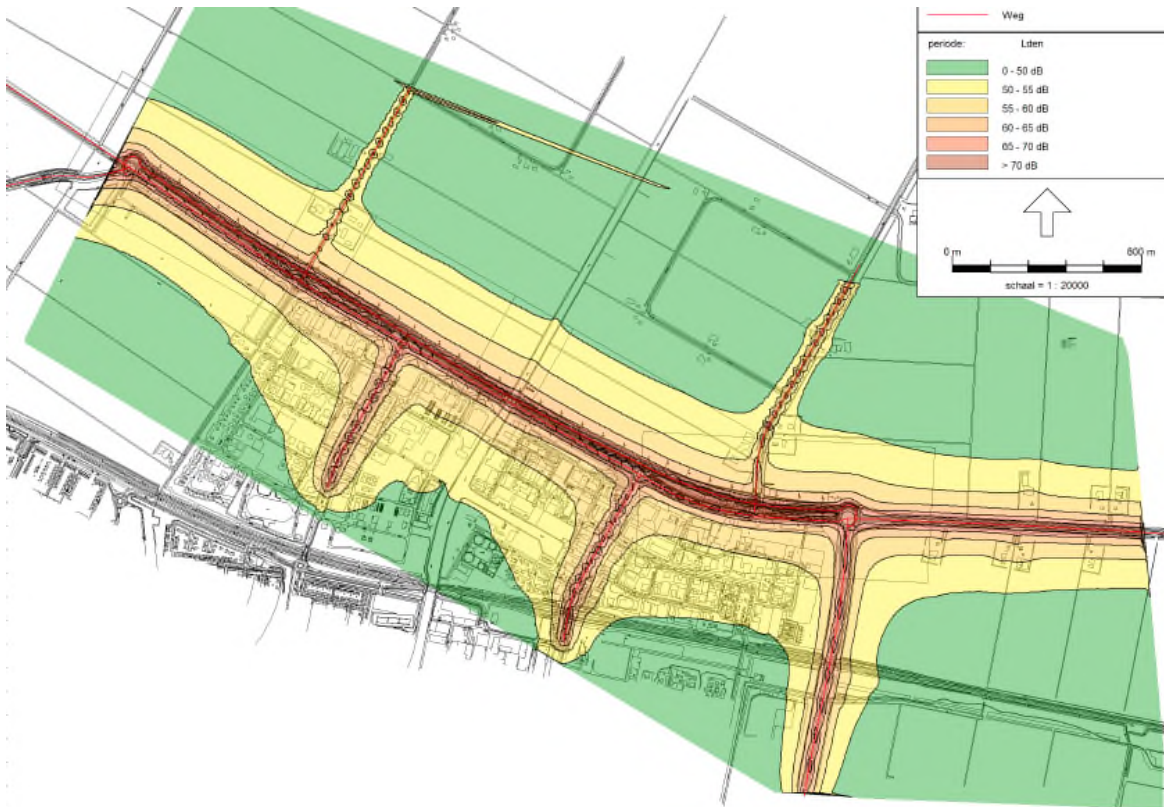 Weg
periode: Lden
0 - 50 dB
50 - 55 dB
55 - 60 dB
60 - 65 dB
65 - 70 dB
> 70 dB
0 m 800 m
schaal = 1 : 20000